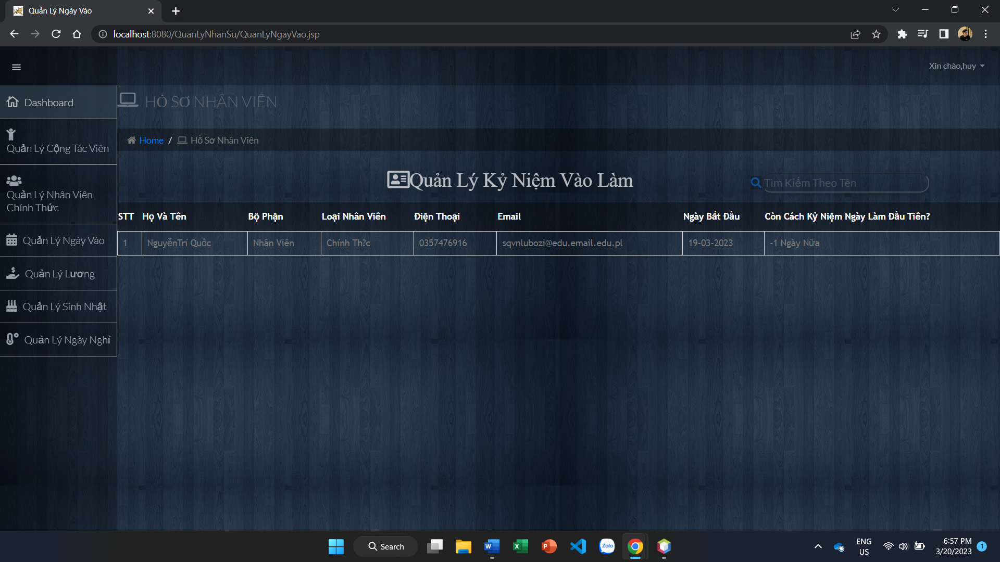 Quản Lý Ngày Vào
localhost:8080/QuanLyNhanSu/QuanLyNgayVao.jsp
Xin chào,huy
Dashboard
Quản Lý Cộng Tác Viên
Quản Lý Nhân Viên
Chính Thức
Quản Lý Ngày Vào
Quản Lý Lương
Quản Lý Sinh Nhật
Quản Lý Ngày Nghỉ
HỒ SƠ NHÂN VIÊN
Home / Hồ Sơ Nhân Viên
Quản Lý Kỷ Niệm Vào Làm
Tìm Kiếm Theo Tên
STT Họ Và Tên Bộ Phận Loại Nhân Viên Điện Thoại Email Ngày Bắt Đầu Còn Cách Kỷ Niệm Ngày Làm Đầu Tiên?
1 NguyễnTrí Quốc Nhân Viên Chính Th?c 0357476916 sqvnlubozi@edu.email.edu.pl 19-03-2023 -1 Ngày Nữa
Search
W
X
P
Zalo
ENG
US
6:57 PM
3/20/2023
1